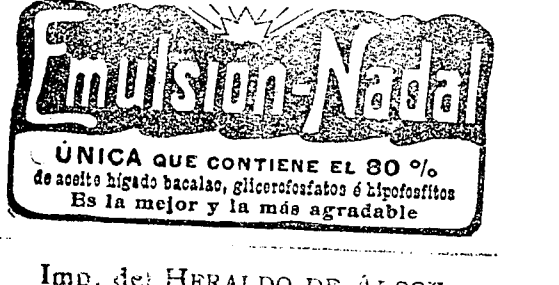 Emulsión-Nadal
ÚNICA QUE CONTIENE EL 80 %
de aceite hígado bacalao, glicerofosfatos é hipofosfitos
Es la mejor y la más agradable
Imp. del HERALDO DE